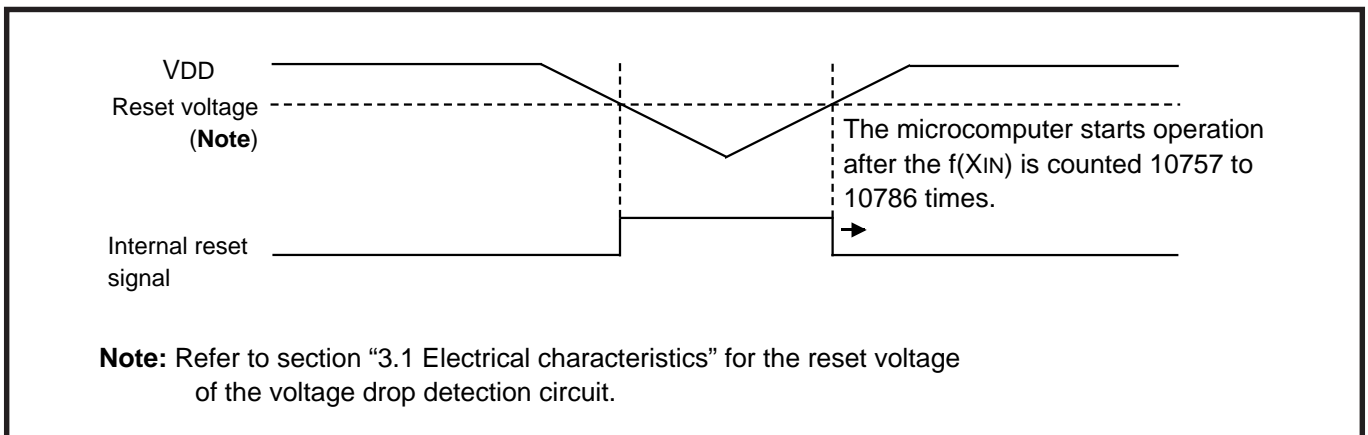 VDD
Reset voltage
(Note)
The microcomputer starts operation
after the f(XIN) is counted 10757 to
10786 times.
Internal reset
signal
Note: Refer to section “3.1 Electrical characteristics” for the reset voltage
of the voltage drop detection circuit.